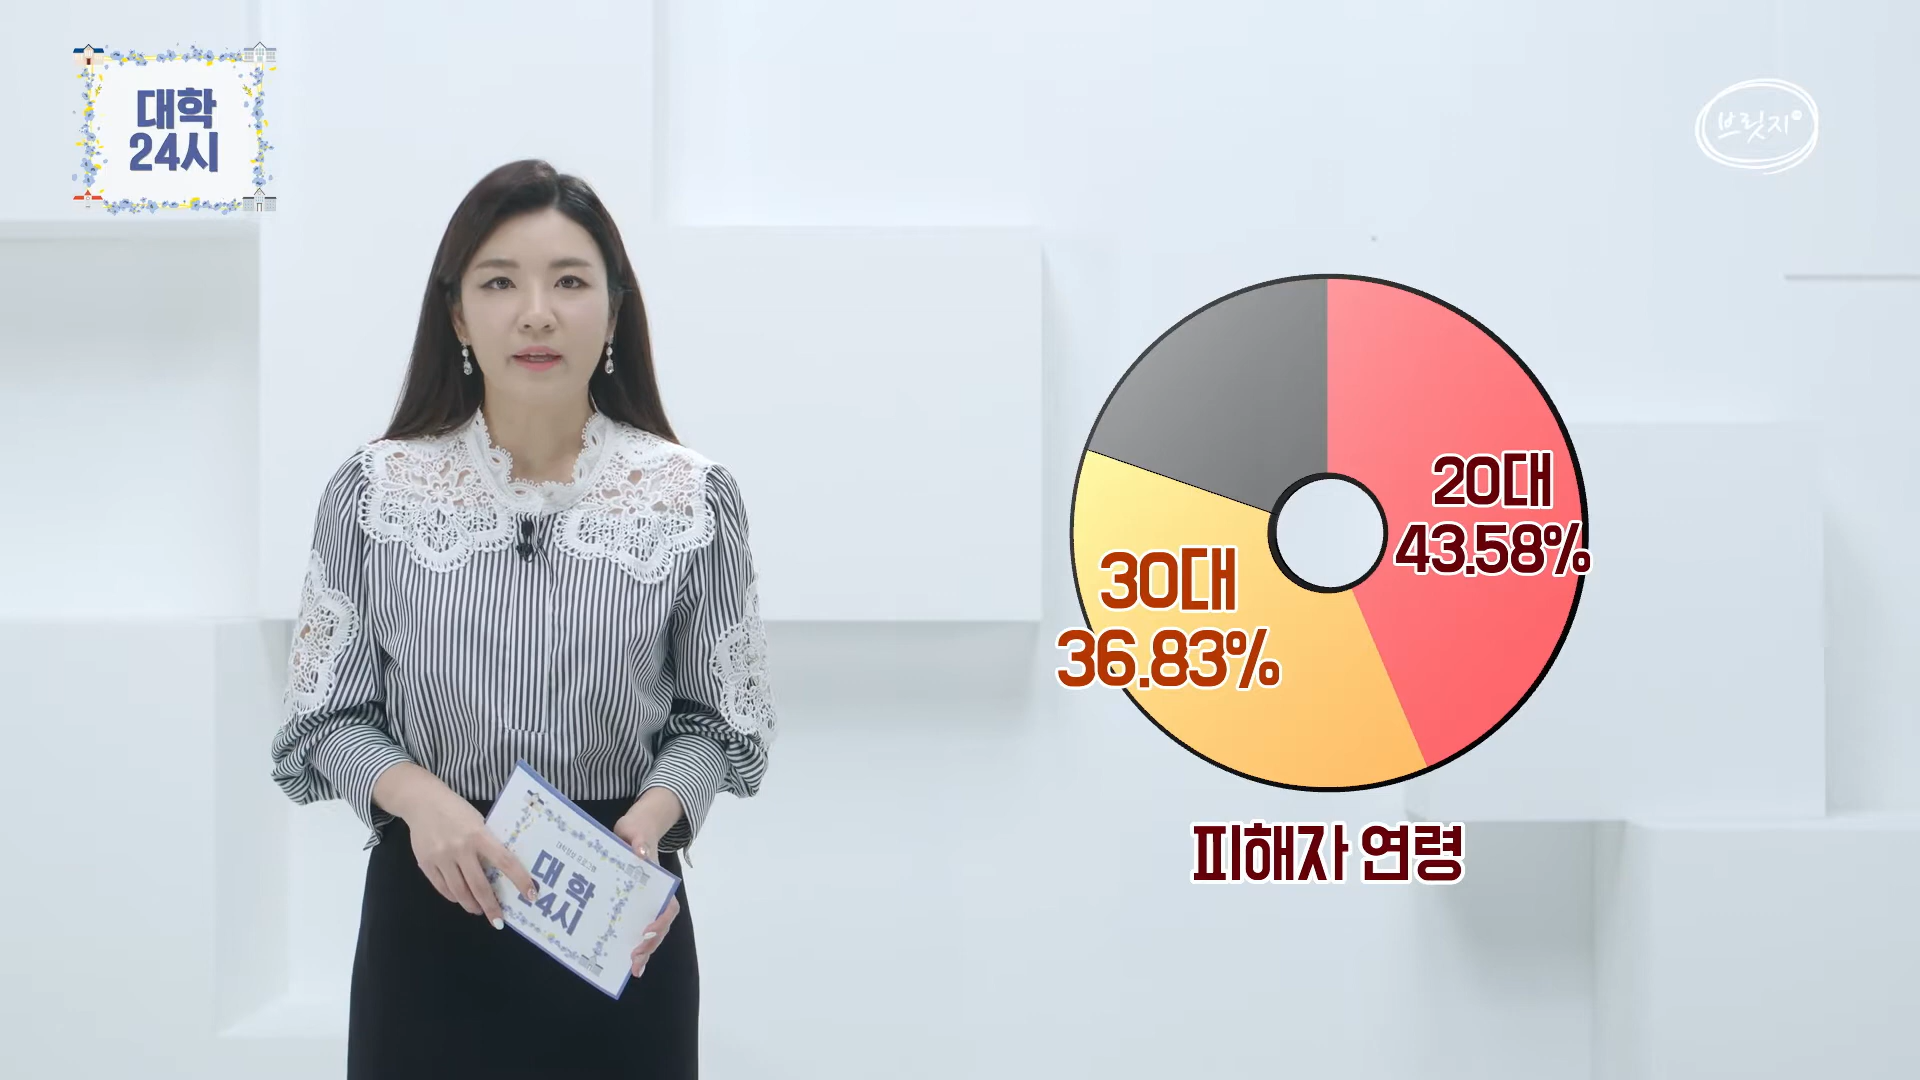 대학
24시
브릿지
20대
43.58%
30대
36.83%
피해자 연령
대학
24시